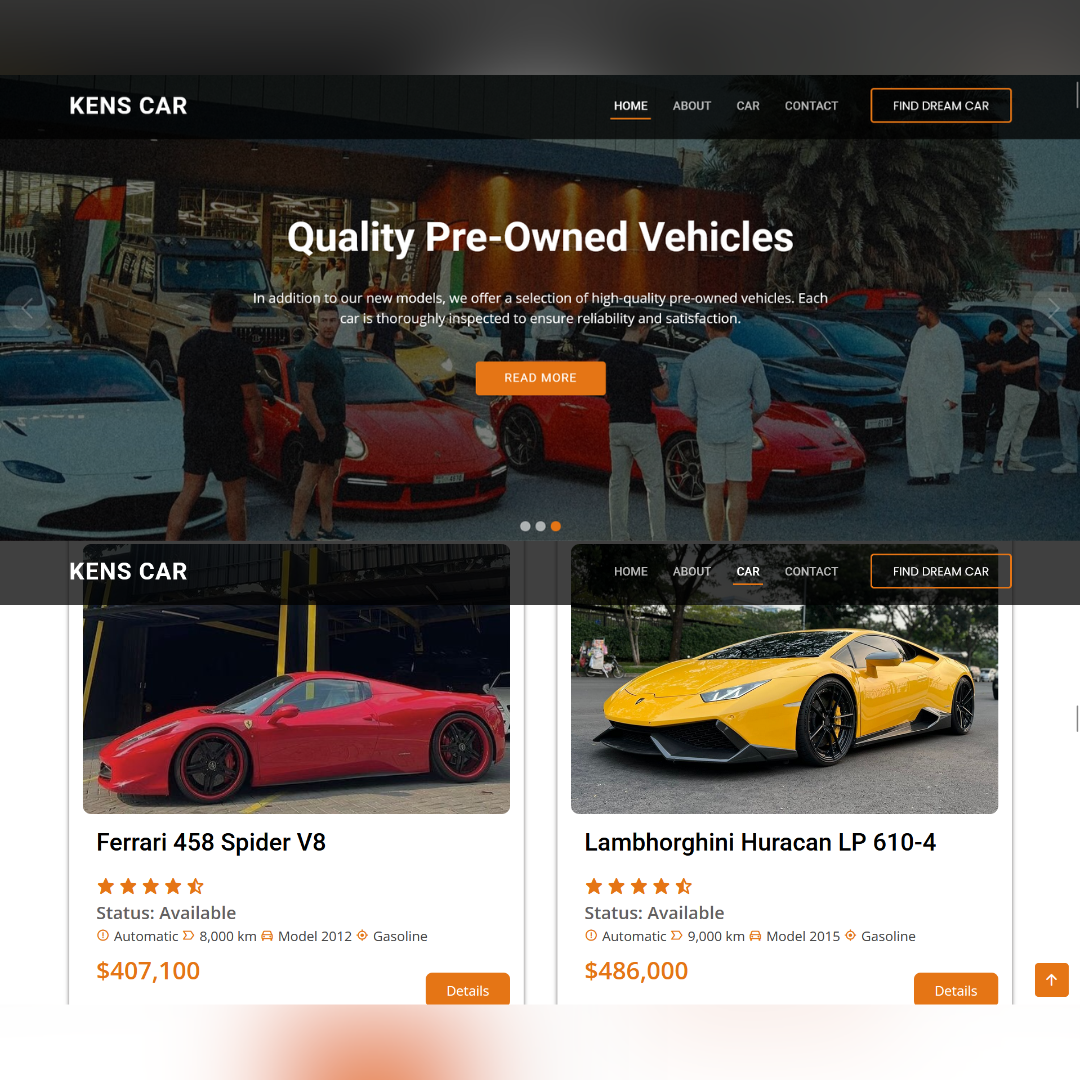 KENS CAR
HOME ABOUT CAR CONTACT FIND DREAM CAR
Quality Pre-Owned Vehicles
In addition to our new models, we offer a selection of high-quality pre-owned vehicles. Each
car is thoroughly inspected to ensure reliability and satisfaction.
READ MORE
KENS CAR
HOME ABOUT CAR CONTACT FIND DREAM CAR
Ferrari 458 Spider V8
Status: Available
Automatic 8,000 km Model 2012 Gasoline
$407,100
Details
Lambhorghini Huracan LP 610-4
Status: Available
Automatic 9,000 km Model 2015 Gasoline
$486,000
Details